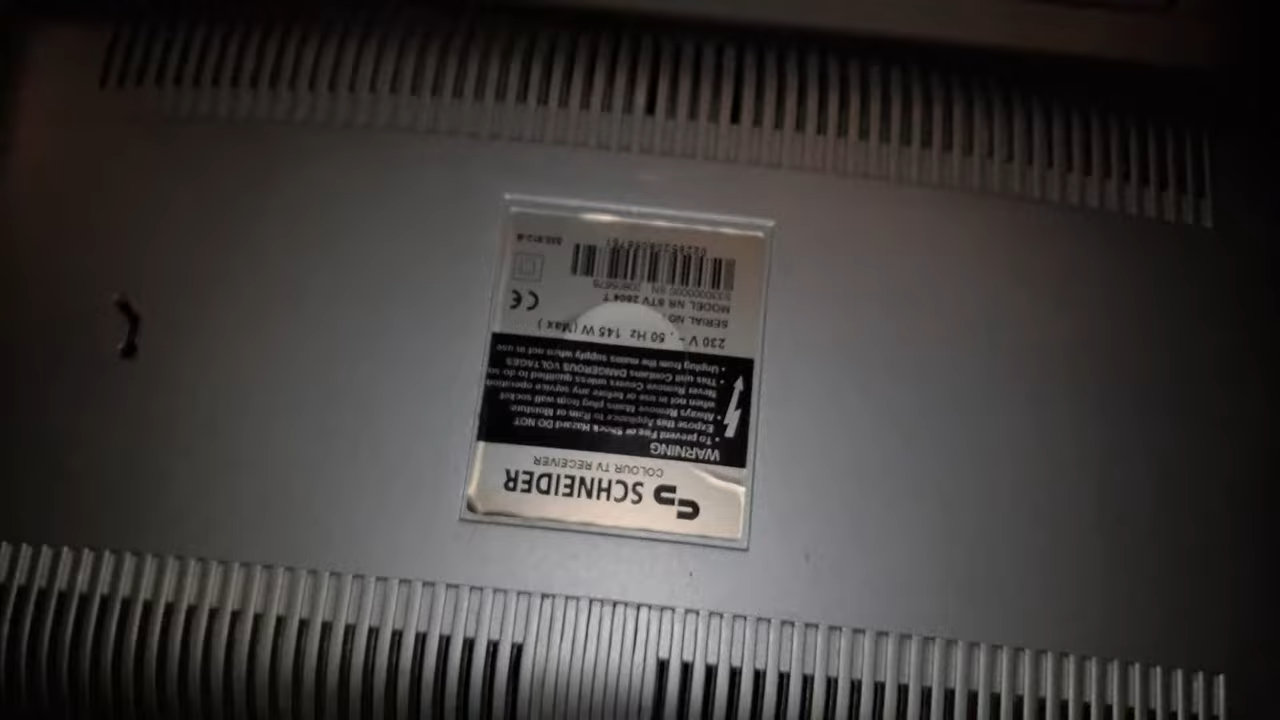 SCHNEIDER
COLOUR TV RECEIVER
WARNING
• To prevent Fire or Shock Hazard DO NOT
Expose this Appliance to Rain or Moisture
• Always Remove Mains plug from wall socket
when not in use or before any service operation
Never Remove Covers unless qualified to do so
• This unit Contains DANGEROUS VOLTAGES
• Unplug from the mains supply when not in use
230 V ~ , 50 Hz 145 W (Max )
SERIAL NO
MODEL NR STV 2804 T
CE